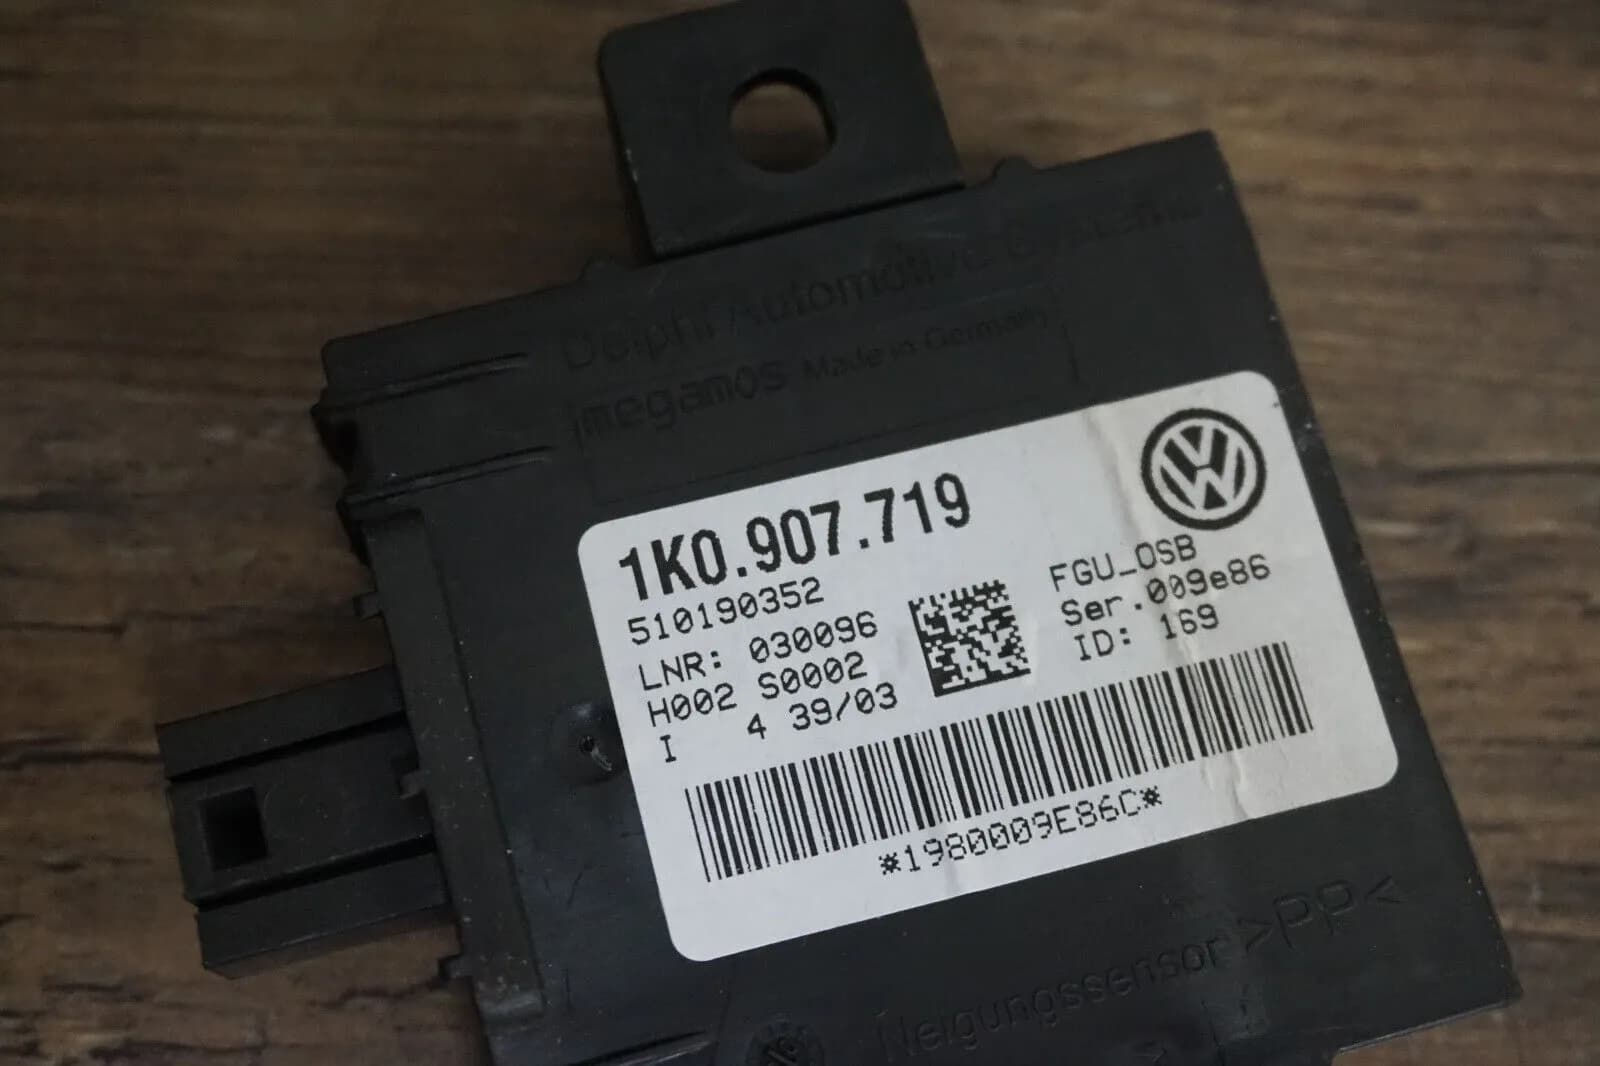 Delphi Automotive Systems
megamos Made in Germany
1K0.907.719
510190352
LNR: 030096
H002 S0002
I 4 39/03
FGU_OSB
Ser.009e86
ID: 169
*1980009E86C*
Neigungssensor >PP<